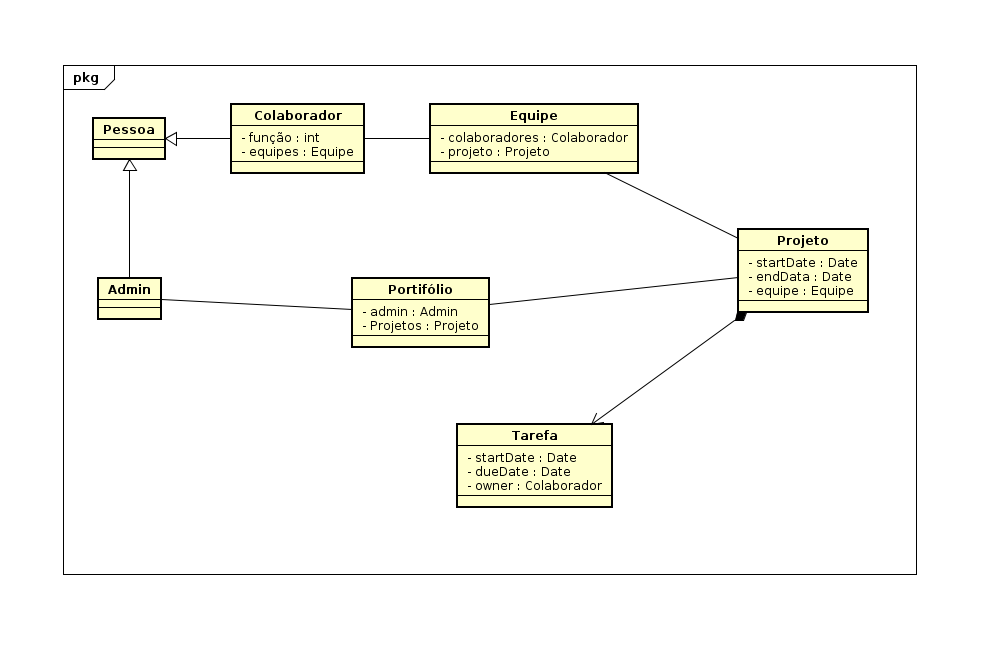 pkg
Pessoa
Colaborador
- função : int
- equipes : Equipe
Equipe
- colaboradores : Colaborador
- projeto : Projeto
Projeto
- startDate : Date
- endData : Date
- equipe : Equipe
Admin
Portifólio
- admin : Admin
- Projetos : Projeto
Tarefa
- startDate : Date
- dueDate : Date
- owner : Colaborador